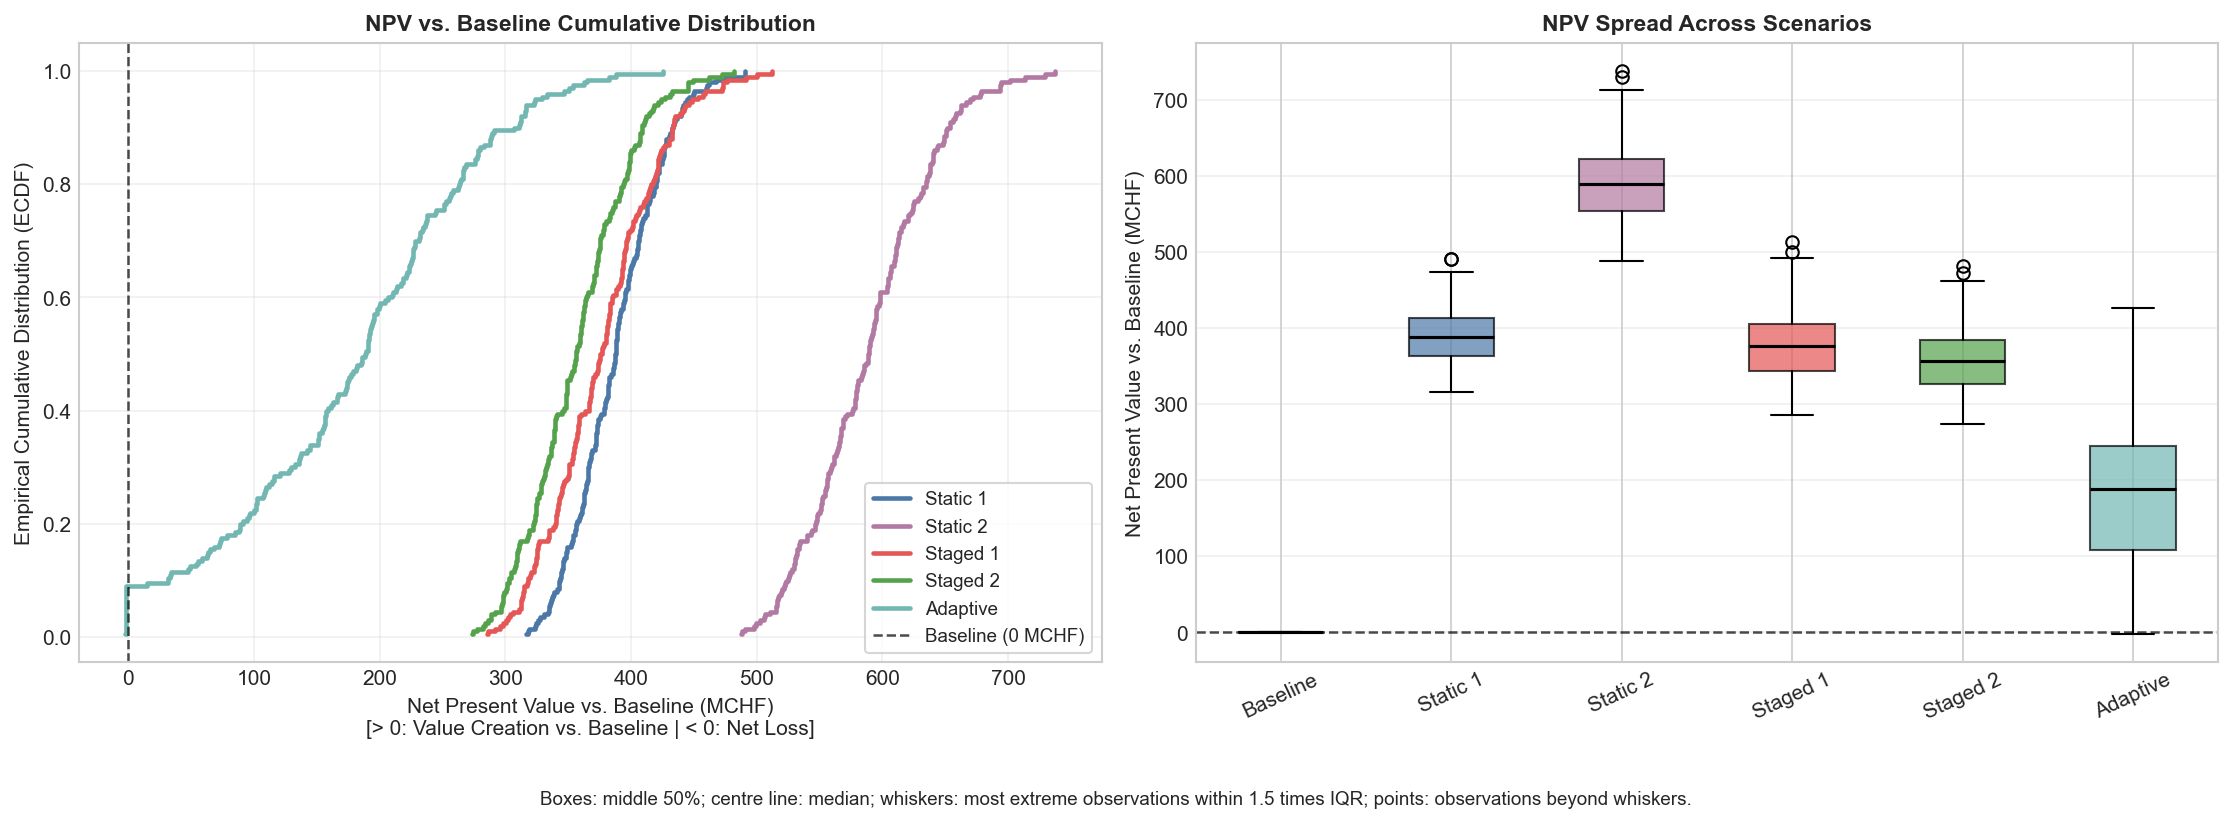 NPV vs. Baseline Cumulative Distribution
Empirical Cumulative Distribution (ECDF)
1.0
0.8
0.6
0.4
0.2
0.0
0 100 200 300 400 500 600 700
Net Present Value vs. Baseline (MCHF)
[> 0: Value Creation vs. Baseline | < 0: Net Loss]
Static 1
Static 2
Staged 1
Staged 2
Adaptive
Baseline (0 MCHF)
NPV Spread Across Scenarios
Net Present Value vs. Baseline (MCHF)
700
600
500
400
300
200
100
0
Baseline Static 1 Static 2 Staged 1 Staged 2 Adaptive
Boxes: middle 50%; centre line: median; whiskers: most extreme observations within 1.5 times IQR; points: observations beyond whiskers.